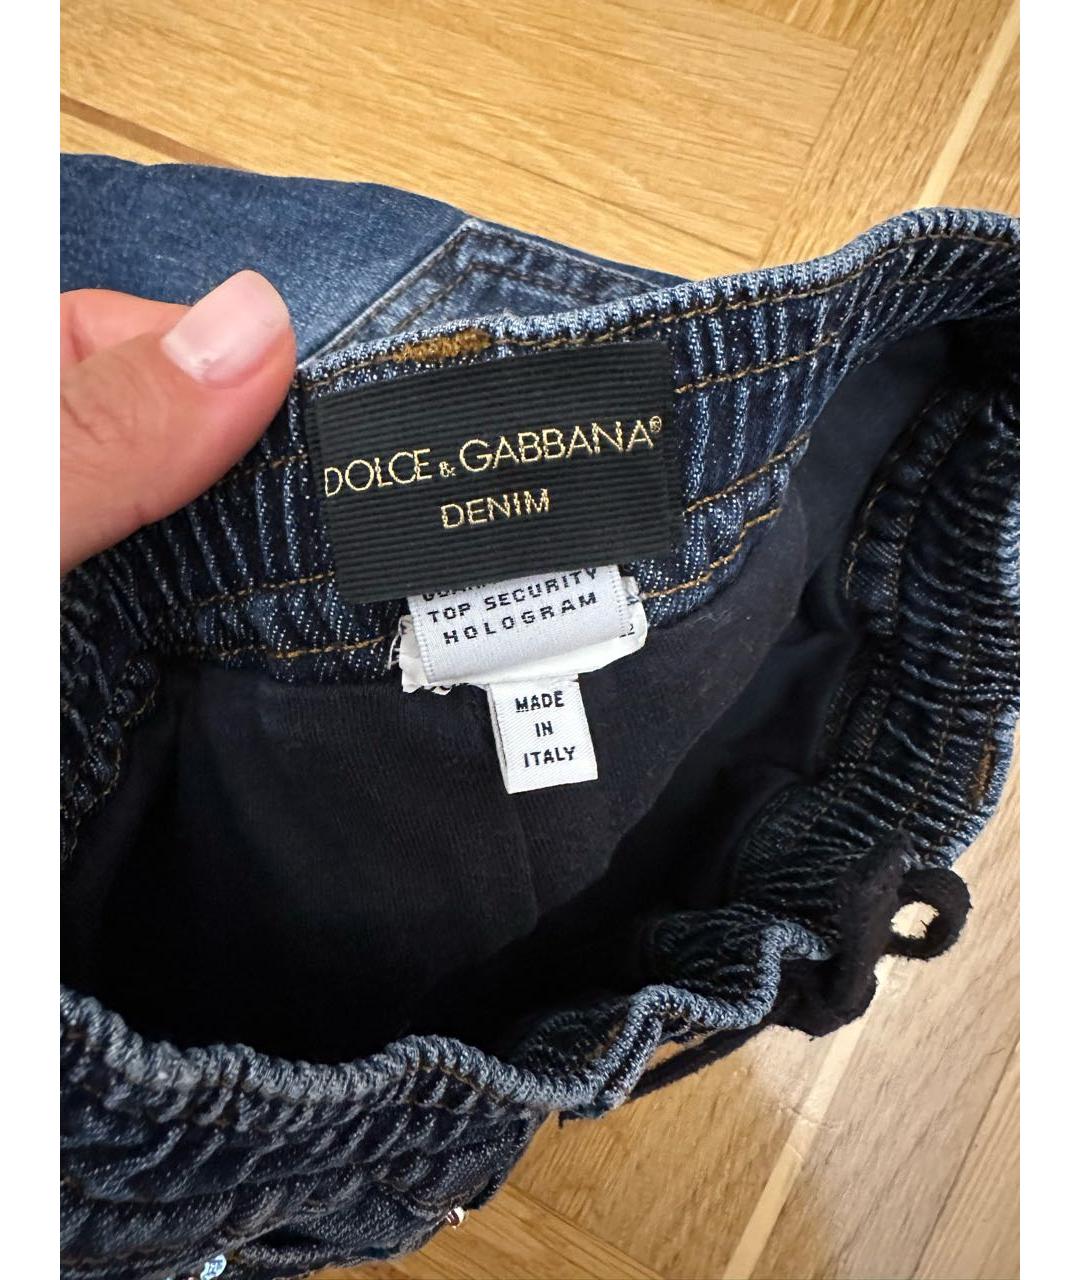 DOLCE & GABBANA®
DENIM
TOP SECURITY
HOLOGRAM
MADE
IN
ITALY